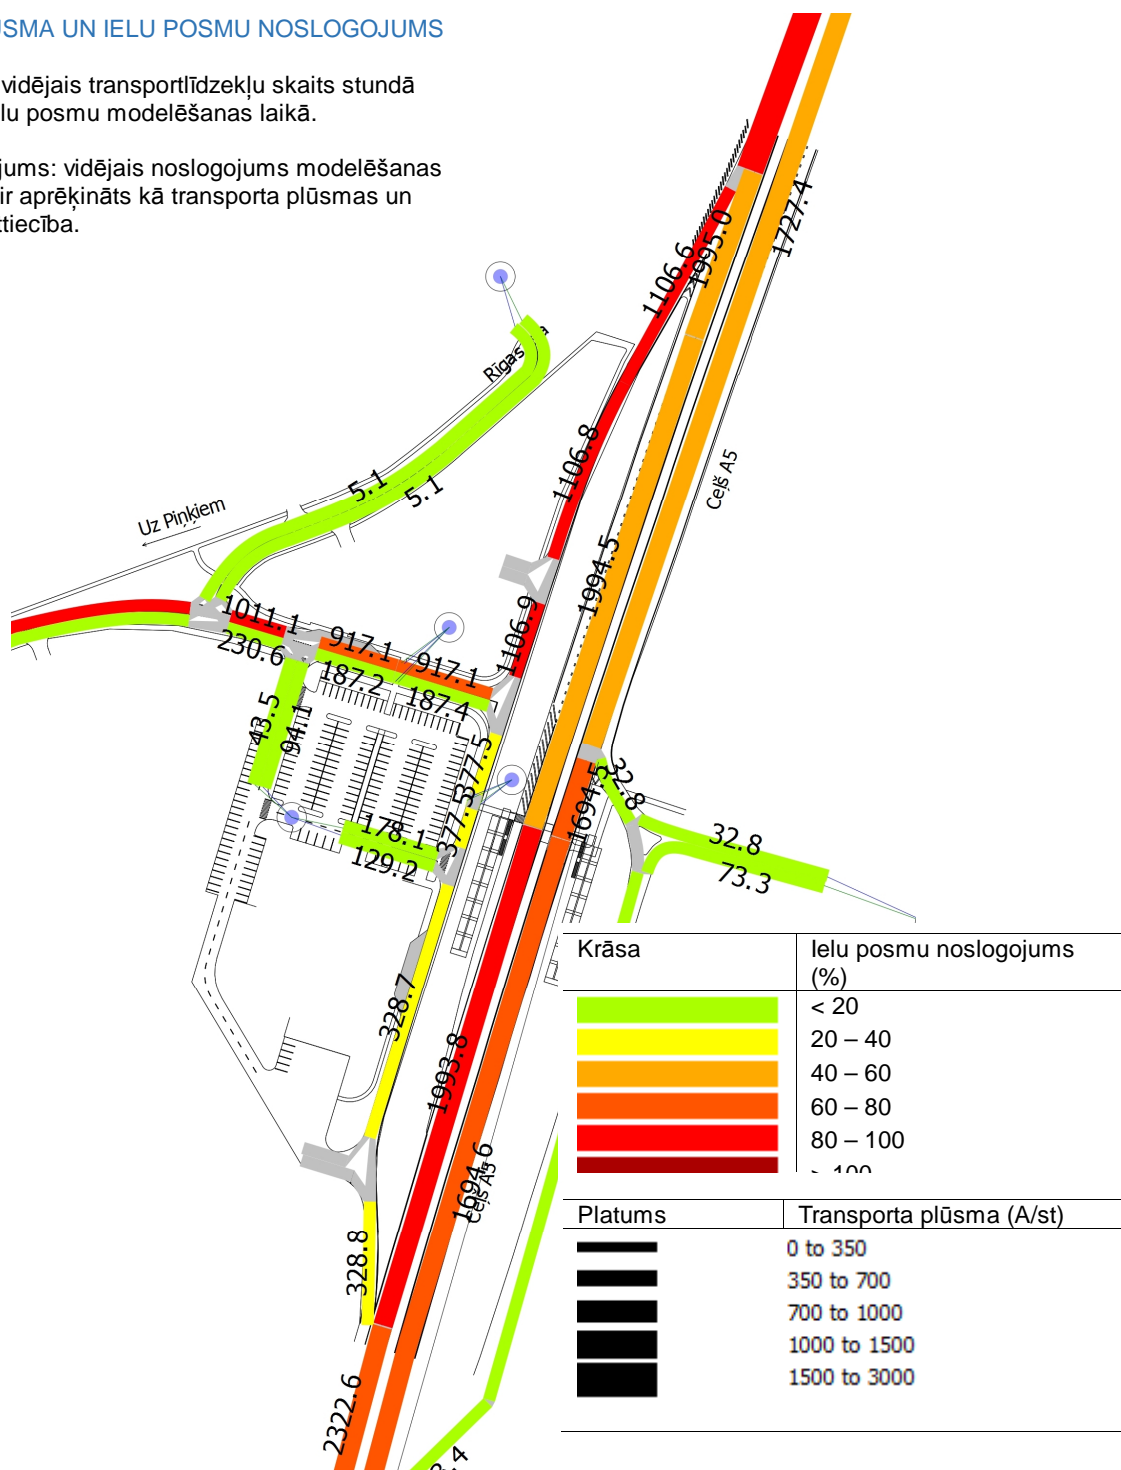 USMA UN IELU POSMU NOSLOGOJUMS
vidējais transportlīdzekļu skaits stundā
lu posmu modelēšanas laikā.
jums: vidējais noslogojums modelēšanas
ir aprēķināts kā transporta plūsmas un
ttiecība.
1727.4
1995.0
1106.6
Rīgas
Ceļš A5
1106.8
5.1
5.1
Uz Piņķiem
1994.5
1106.9
1011.1
230.6
917.1
917.1
187.2
187.4
43.5
94.1
377.5
377.5
1694.5
32.8
32.8
73.3
178.1
129.2
328.7
1993.8
1694.6
Ceļš A5
328.8
2322.6
Krāsa
Ielu posmu noslogojums
(%)
< 20
20 – 40
40 – 60
60 – 80
80 – 100
> 100
Platums
Transporta plūsma (A/st)
0 to 350
350 to 700
700 to 1000
1000 to 1500
1500 to 3000